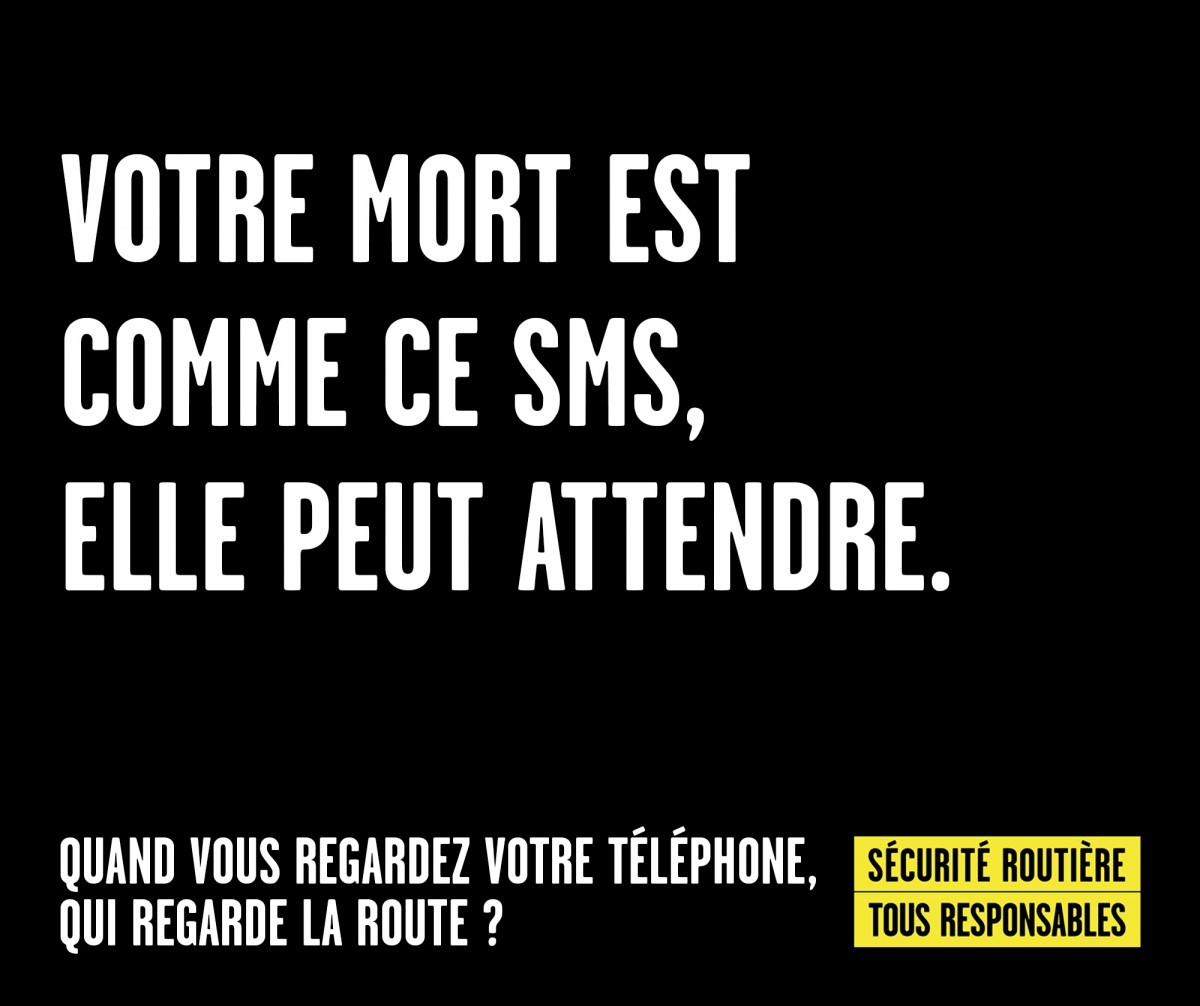 VOTRE MORT EST
COMME CE SMS,
ELLE PEUT ATTENDRE.
QUAND VOUS REGARDEZ VOTRE TÉLÉPHONE,
QUI REGARDE LA ROUTE ?
SÉCURITÉ ROUTIÈRE
TOUS RESPONSABLES